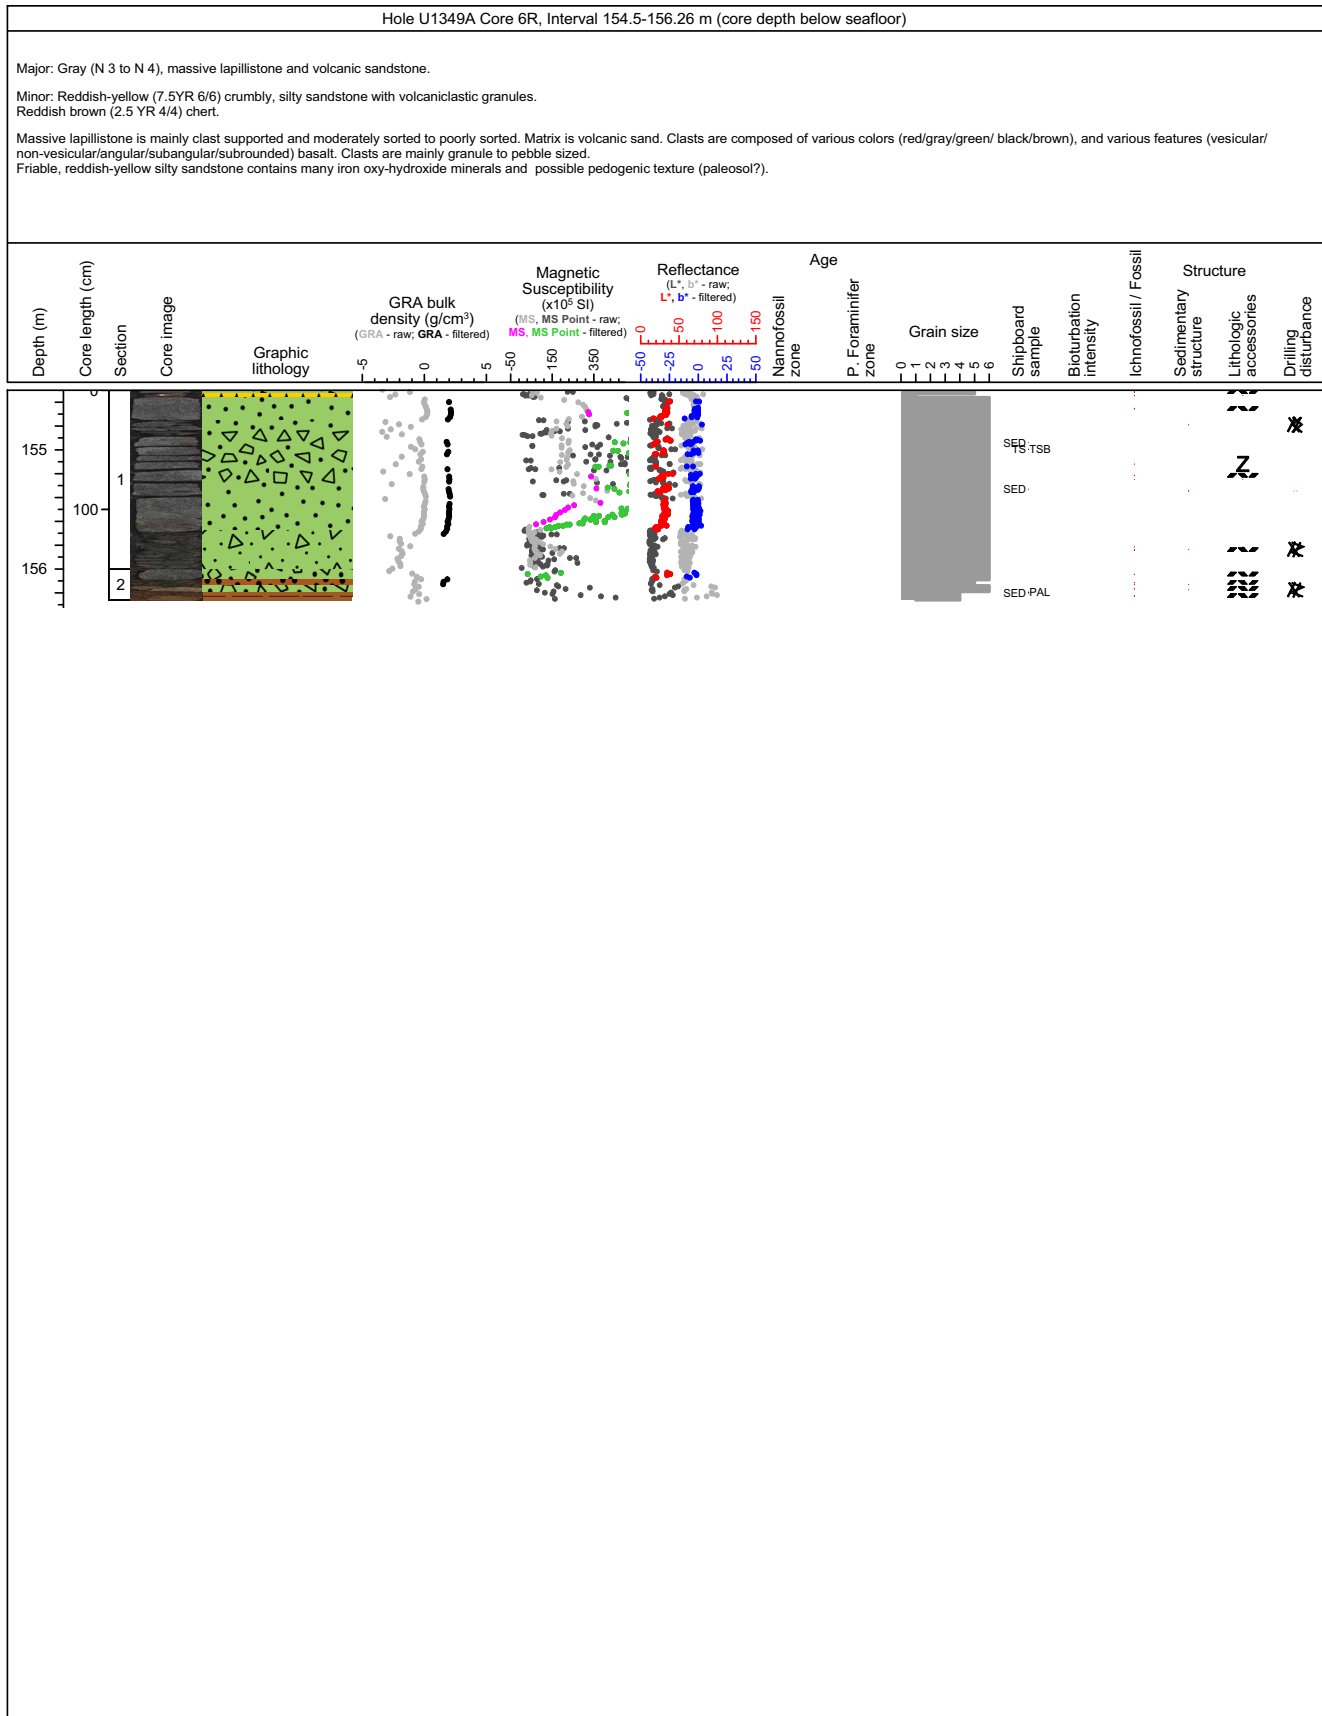 Hole U1349A Core 6R, Interval 154.5-156.26 m (core depth below seafloor)
Major: Gray (N 3 to N 4), massive lapillistone and volcanic sandstone.
Minor: Reddish-yellow (7.5YR 6/6) crumbly, silty sandstone with volcaniclastic granules.
Reddish brown (2.5 YR 4/4) chert.
Massive lapillistone is mainly clast supported and moderately sorted to poorly sorted. Matrix is volcanic sand. Clasts are composed of various colors (red/gray/green/ black/brown), and various features (vesicular/
non-vesicular/angular/subangular/subrounded) basalt. Clasts are mainly granule to pebble sized.
Friable, reddish-yellow silty sandstone contains many iron oxy-hydroxide minerals and possible pedogenic texture (paleosol?).
Depth (m)
Core length (cm)
Section
Core image
Graphic
lithology
GRA bulk
density (g/cm³)
(GRA - raw; GRA - filtered)
-5 0 5
Magnetic
Susceptibility
(x10⁵ SI)
(MS, MS Point - raw;
MS, MS Point - filtered)
-50 150 350
Reflectance
(L*, b* - raw;
L*, b* - filtered)
0 50 100 150
-50 -25 0 25 50
Age
Nannofossil
zone
P. Foraminifer
zone
Grain size
0 1 2 3 4 5 6
Shipboard
sample
Bioturbation
intensity
Ichnofossil / Fossil
Structure
Sedimentary
structure
Lithologic
accessories
Drilling
disturbance
0
155
SED
TS TSB
Z
1
SED
100
156
2
SED PAL